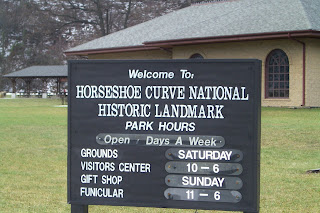 Welcome To:
HORSESHOE CURVE NATIONAL
HISTORIC LANDMARK
PARK HOURS
Open Days A Week
GROUNDS SATURDAY
VISITORS CENTER 10 - 6
GIFT SHOP SUNDAY
FUNICULAR 11 - 6